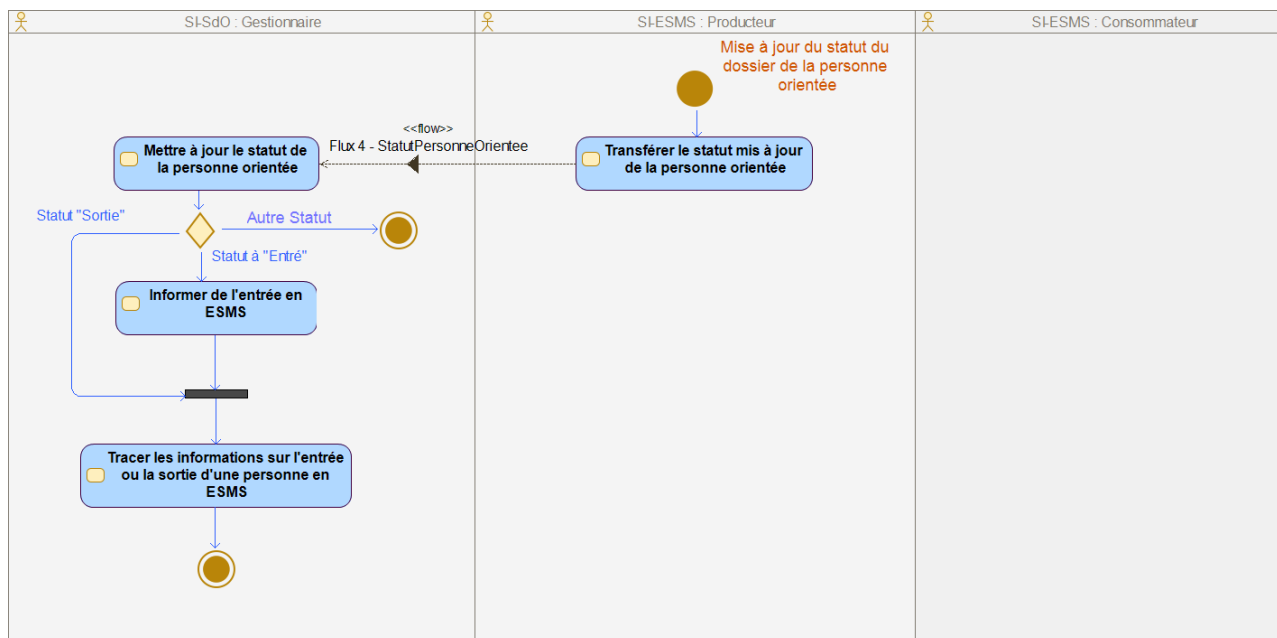 SI-SdO : Gestionnaire
SI-ESMS : Producteur
SI-ESMS : Consommateur
Mise à jour du statut du
dossier de la personne
orientée
<<flow>>
Flux 4 - StatutPersonneOrientee
Mettre à jour le statut de
la personne orientée
Transférer le statut mis à jour
de la personne orientée
Statut "Sortie"
Autre Statut
Statut à "Entré"
Informer de l'entrée en
ESMS
Tracer les informations sur l'entrée
ou la sortie d'une personne en
ESMS